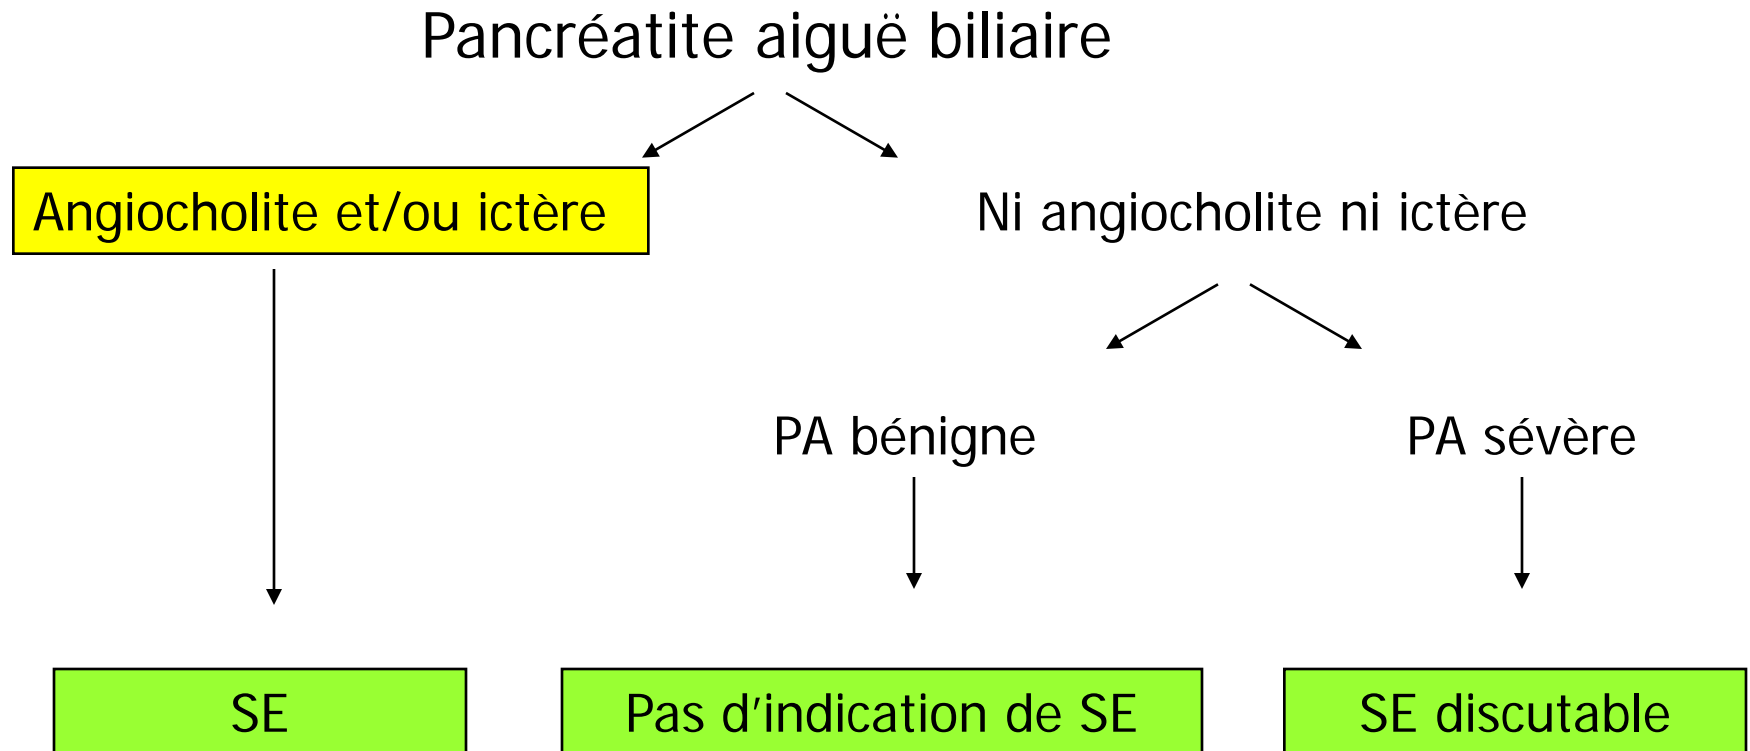 Pancréatite aiguë biliaire
Angiocholite et/ou ictère
Ni angiocholite ni ictère
PA bénigne
PA sévère
SE
Pas d'indication de SE
SE discutable